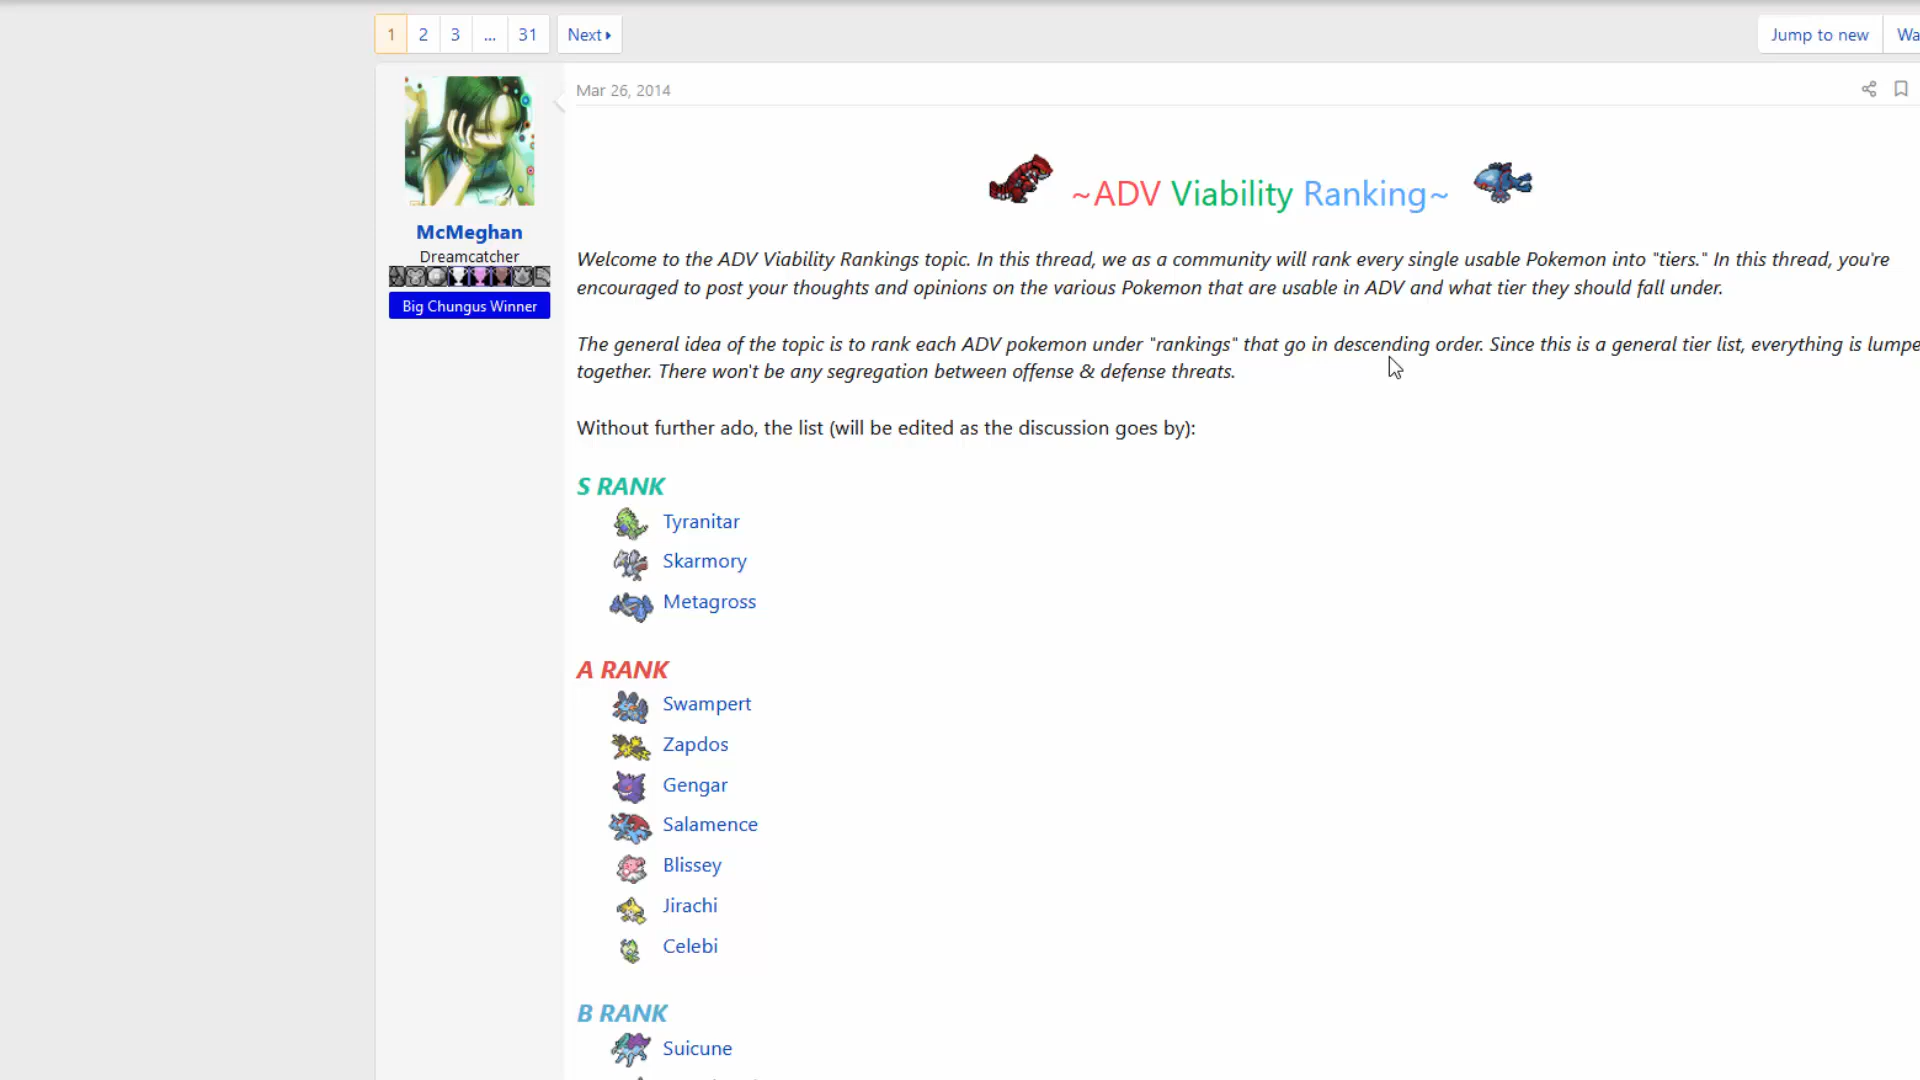 1 2 3 ... 31 Next
Jump to new Wa
Mar 26, 2014
~ADV Viability Ranking~
McMeghan
Dreamcatcher
Big Chungus Winner
Welcome to the ADV Viability Rankings topic. In this thread, we as a community will rank every single usable Pokemon into "tiers." In this thread, you're
encouraged to post your thoughts and opinions on the various Pokemon that are usable in ADV and what tier they should fall under.
The general idea of the topic is to rank each ADV pokemon under "rankings" that go in descending order. Since this is a general tier list, everything is lumpe
together. There won't be any segregation between offense & defense threats.
Without further ado, the list (will be edited as the discussion goes by):
S RANK
Tyranitar
Skarmory
Metagross
A RANK
Swampert
Zapdos
Gengar
Salamence
Blissey
Jirachi
Celebi
B RANK
Suicune